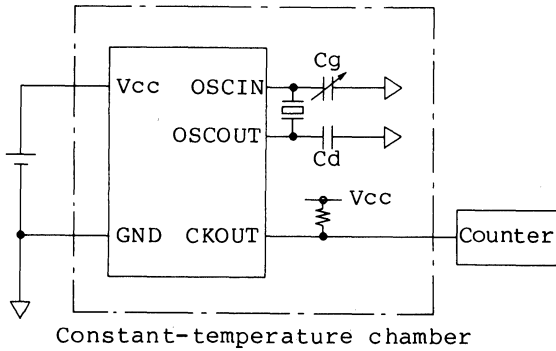 Cg
Vcc OSCIN
OSCOUT
Cd
Vcc
GND CKOUT
Counter
Constant-temperature chamber